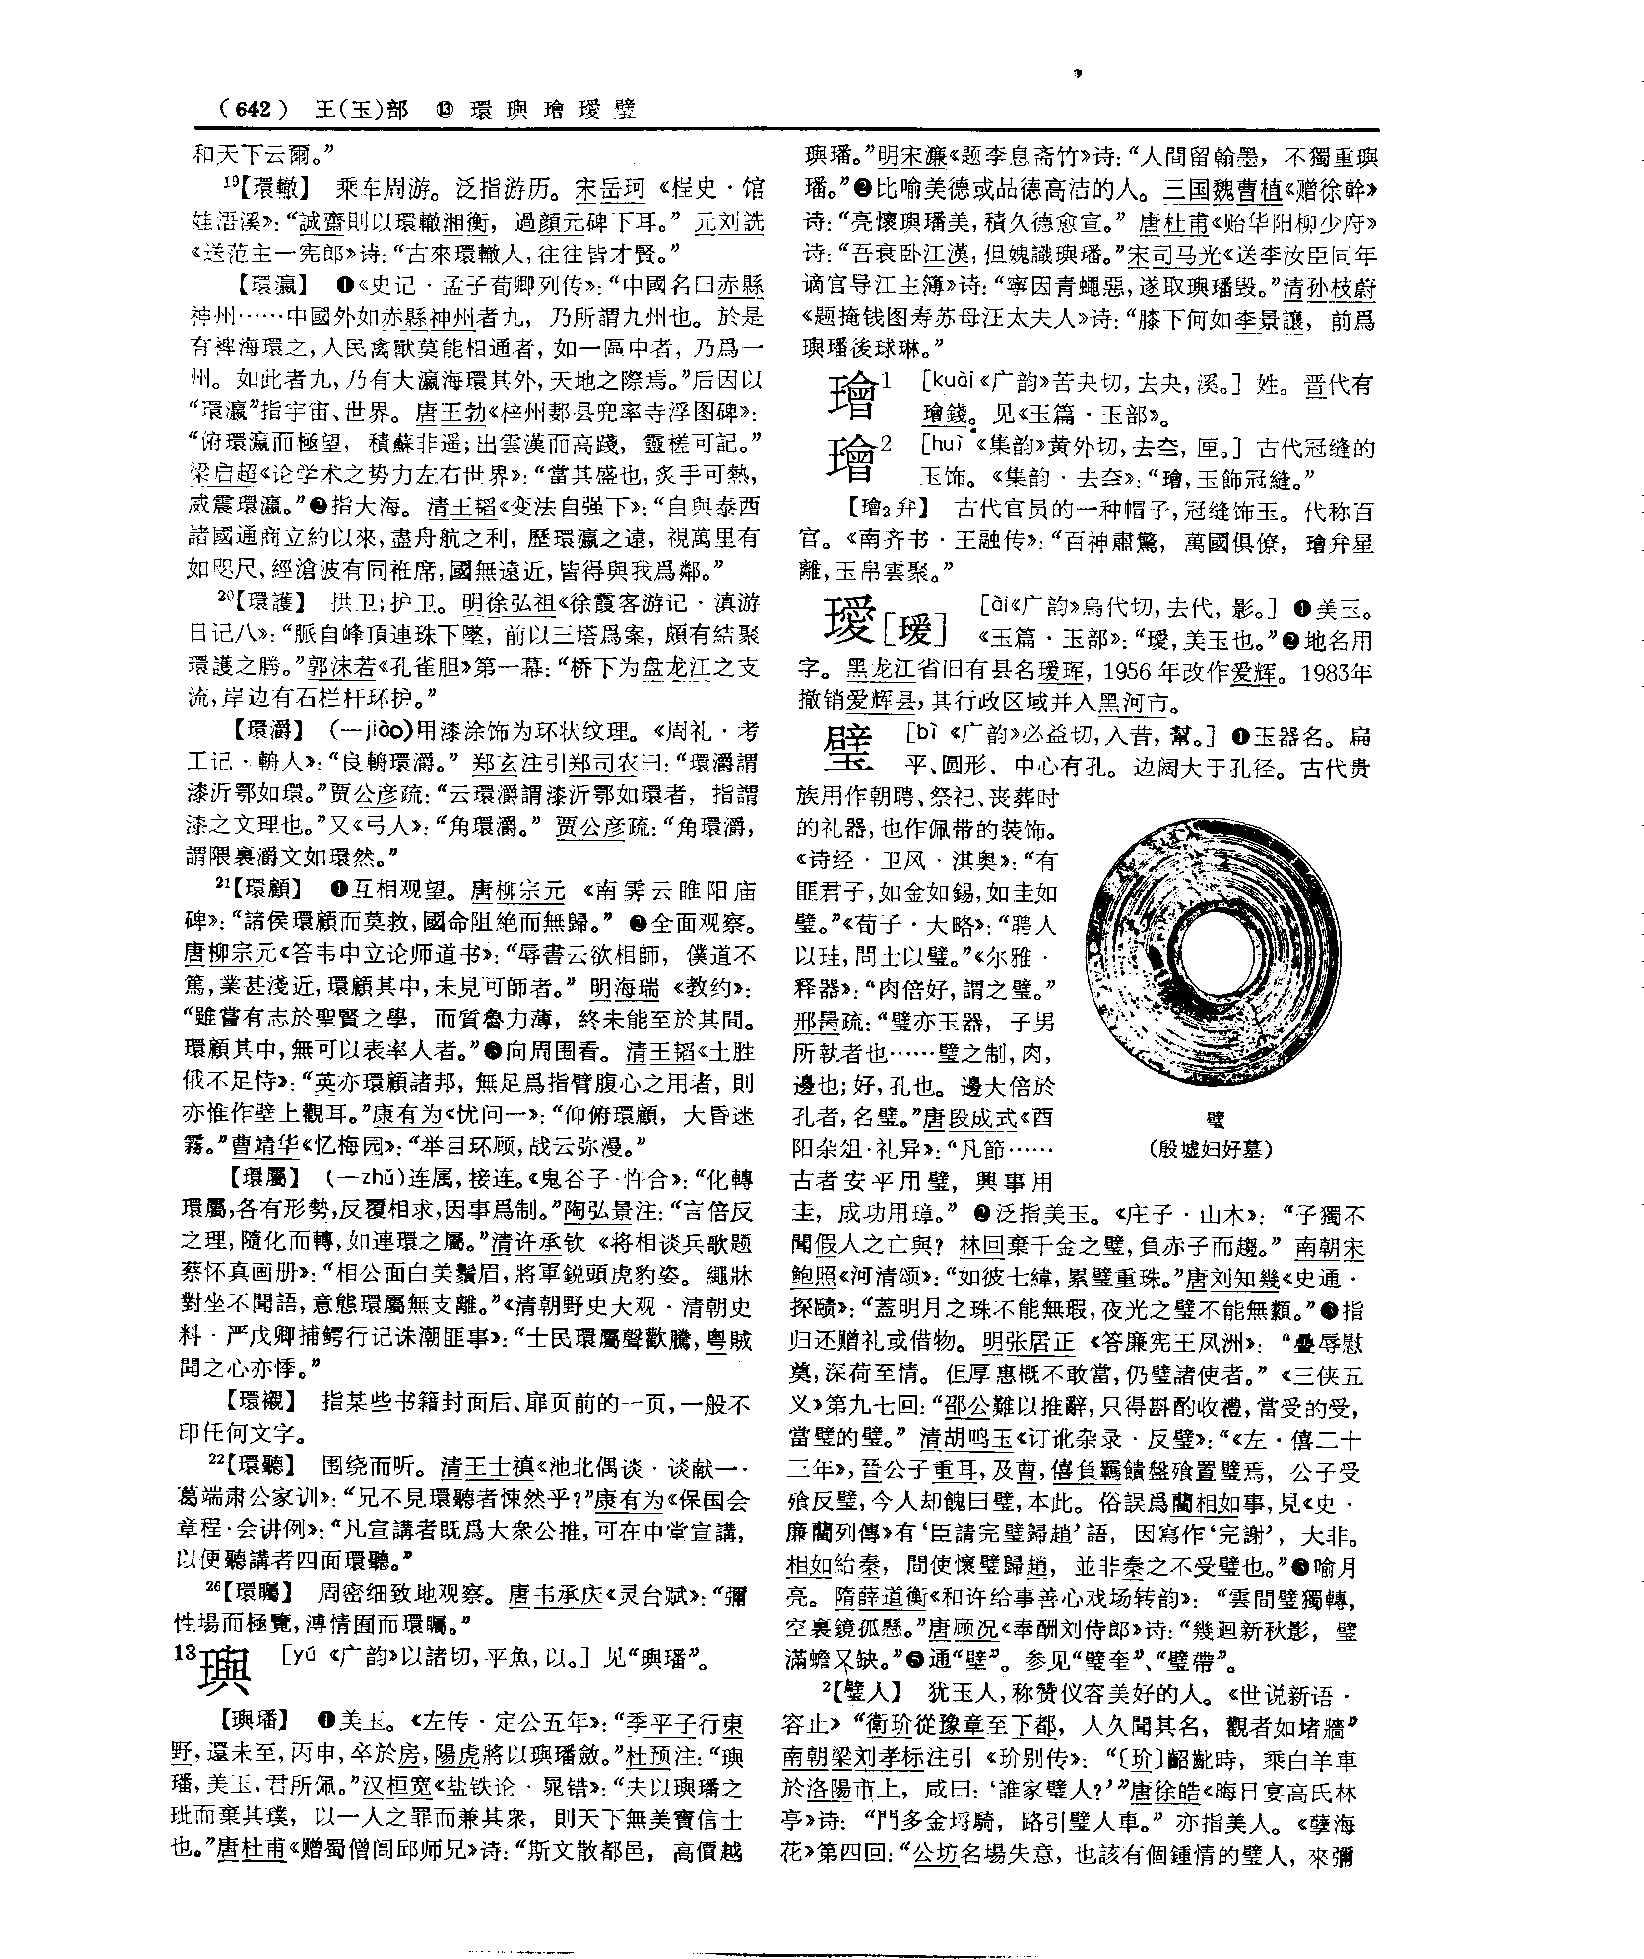 （642） 王(玉)部 ⑬ 環 璵 璯 璦 璧
和天下云爾。”
19【環轍】 乘车周游。泛指游历。宋岳珂《桯史·馆
娃浯溪》：“誠齋則以環轍湘衡，過顔元碑下耳。” 元刘诜
《送范主一宪郎》诗：“古來環轍人，往往皆才賢。”
【環瀛】 ❶《史记·孟子荀卿列传》：“中國名曰赤縣
神州……中國外如赤縣神州者九，乃所謂九州也。於是
有裨海環之，人民禽獸莫能相通者，如一區中者，乃爲一
州。如此者九，乃有大瀛海環其外，天地之際焉。”后因以
“環瀛”指宇宙、世界。唐王勃《梓州郪县兜率寺浮图碑》：
“俯環瀛而極望，積蘇非遥；出雲漢而高踐，靈槎可記。”
梁启超《论学术之势力左右世界》：“當其盛也，炙手可熱，
威震環瀛。”❷指大海。清王韬《变法自强下》：“自與泰西
諸國通商立約以來，盡舟航之利，歷環瀛之遠，視萬里有
如咫尺，經滄波有同袵席，國無遠近，皆得與我爲鄰。”
20【環護】 拱卫；护卫。明徐弘祖《徐霞客游记·滇游
日记八》：“脈自峰頂連珠下墜，前以三塔爲案，頗有結聚
環護之勝。”郭沫若《孔雀胆》第一幕：“桥下为盘龙江之支
流，岸边有石栏杆环护。”
【環灂】 （一jiào）用漆涂饰为环状纹理。《周礼·考
工记·輈人》：“良輈環灂。” 郑玄注引郑司农曰：“環灂謂
漆沂鄂如環。”贾公彦疏：“云環灂謂漆沂鄂如環者，指謂
漆之文理也。”又《弓人》：“角環灂。” 贾公彦疏：“角環灂，
謂隈裏灂文如環然。”
21【環顧】 ❶互相观望。唐柳宗元《南霁云睢阳庙
碑》：“諸侯環顧而莫救，國命阻絶而無歸。” ❷全面观察。
唐柳宗元《答韦中立论师道书》：“辱書云欲相師，僕道不
篤，業甚淺近，環顧其中，未見可師者。” 明海瑞《教约》：
“雖嘗有志於聖賢之學，而質魯力薄，終未能至於其間。
環顧其中，無可以表率人者。”❸向周围看。清王韬《土胜
俄不足恃》：“英亦環顧諸邦，無足爲指臂腹心之用者，則
亦惟作壁上觀耳。”康有为《忧问一》：“仰俯環顧，大昏迷
霧。”曹靖华《忆梅园》：“举目环顾，战云弥漫。”
【環屬】 （一zhǔ）连属，接连。《鬼谷子·忤合》：“化轉
環屬，各有形勢，反覆相求，因事爲制。”陶弘景注：“言倍反
之理，隨化而轉，如連環之屬。”清许承钦《将相谈兵歌题
蔡怀真画册》：“相公面白美鬚眉，將軍鋭頭虎豹姿。繩牀
對坐不聞語，意態環屬無支離。”《清朝野史大观·清朝史
料·严戊卿捕鳄行记诛潮匪事》：“士民環屬聲歡騰，粤賊
聞之心亦悸。”
【環襯】 指某些书籍封面后、扉页前的一页，一般不
印任何文字。
22【環聽】 围绕而听。清王士禛《池北偶谈·谈献一·
葛端肃公家训》：“兄不見環聽者悚然乎？”康有为《保国会
章程·会讲例》：“凡宣講者既爲大衆公推，可在中堂宣講，
以便聽講者四面環聽。”
26【環矚】 周密细致地观察。唐韦承庆《灵台赋》：“彌
性場而極覽，溥情囿而環矚。”
13璵 ［yú《广韵》以諸切，平魚，以。］ 见“璵璠”。
【璵璠】 ❶美玉。《左传·定公五年》：“季平子行東
野，還未至，丙申，卒於房，陽虎將以璵璠斂。”杜预注：“璵
璠，美玉，君所佩。”汉桓宽《盐铁论·晁错》：“夫以璵璠之
玼而棄其璞，以一人之罪而兼其衆，則天下無美寶信士
也。”唐杜甫《赠蜀僧闾邱师兄》诗：“斯文散都邑，高價越
璵璠。”明宋濂《题李息斋竹》诗：“人間留翰墨，不獨重璵
璠。”❷比喻美德或品德高洁的人。三国魏曹植《赠徐幹》
诗：“亮懷璵璠美，積久德愈宣。” 唐杜甫《贻华阳柳少府》
诗：“吾衰卧江漢，但媿識璵璠。”宋司马光《送李汝臣同年
谪官导江主簿》诗：“寧因青蠅惡，遂取璵璠毁。”清孙枝蔚
《题掩钱图寿苏母汪太夫人》诗：“膝下何如李景讓，前爲
璵璠後球琳。”
璯1 ［kuài《广韵》苦夬切，去夬，溪。］ 姓。晋代有
璯錢。见《玉篇·玉部》。
璯2 ［huì《集韵》黄外切，去夳，匣。］ 古代冠缝的
玉饰。《集韵·去夳》：“璯，玉飾冠縫。”
【璯2弁】 古代官员的一种帽子，冠缝饰玉。代称百
官。《南齐书·王融传》：“百神肅驚，萬國俱僚，璯弁星
離，玉帛雲聚。”
璦［瑷］ ［ài《广韵》烏代切，去代，影。］ ❶美玉。
《玉篇·玉部》：“璦，美玉也。”❷地名用
字。黑龙江省旧有县名瑷珲，1956年改作爱辉。1983年
撤销爱辉县，其行政区域并入黑河市。
璧 ［bì《广韵》必益切，入昔，幫。］ ❶玉器名。扁
平、圆形、中心有孔。边阔大于孔径。古代贵
族用作朝聘、祭祀、丧葬时
的礼器，也作佩带的装饰。
《诗经·卫风·淇奥》：“有
匪君子，如金如錫，如圭如
璧。”《荀子·大略》：“聘人
以珪，問士以璧。”《尔雅·
释器》：“肉倍好，謂之璧。”
邢昺疏：“璧亦玉器，子男
所執者也……璧之制，肉，
邊也；好，孔也。邊大倍於
孔者，名璧。”唐段成式《酉
阳杂俎·礼异》：“凡節……
古者安平用璧，興事用
圭，成功用璋。” ❷泛指美玉。《庄子·山木》：“子獨不
聞假人之亡與？林回棄千金之璧，負赤子而趨。” 南朝宋
鲍照《河清颂》：“如彼七緯，累璧重珠。”唐刘知幾《史通·
探赜》：“蓋明月之珠不能無瑕，夜光之璧不能無纇。”❸指
归还赠礼或借物。明张居正《答廉宪王凤洲》：“疊辱慰
奠，深荷至情。但厚惠概不敢當，仍璧諸使者。”《三侠五
义》第九七回：“邵公難以推辭，只得斟酌收禮，當受的受，
當璧的璧。” 清胡鸣玉《订讹杂录·反璧》：“《左·僖二十
三年》，晉公子重耳，及曹，僖負羈饋盤飱置璧焉，公子受
飱反璧，今人却餽曰璧，本此。俗誤爲藺相如事，見《史·
廉藺列傳》有‘臣請完璧歸趙’語，因寫作‘完謝’，大非。
相如紿秦，間使懷璧歸趙，並非秦之不受璧也。”❹喻月
亮。隋薛道衡《和许给事善心戏场转韵》：“雲間璧獨轉，
空裏鏡孤懸。”唐顾况《奉酬刘侍郎》诗：“幾迴新秋影，璧
滿蟾又缺。”❺通“壁”。参见“璧奎”、“璧帶”。
2【璧人】 犹玉人，称赞仪容美好的人。《世说新语·
容止》“衛玠從豫章至下都，人久聞其名，觀者如堵牆”
南朝梁刘孝标注引《玠别传》：“〔玠〕齠齔時，乘白羊車
於洛陽市上，咸曰：‘誰家璧人？’”唐徐皓《晦日宴高氏林
亭》诗：“門多金埒騎，路引璧人車。” 亦指美人。《孽海
花》第四回：“公坊名場失意，也該有個鍾情的璧人，來彌
璧
（殷墟妇好墓）